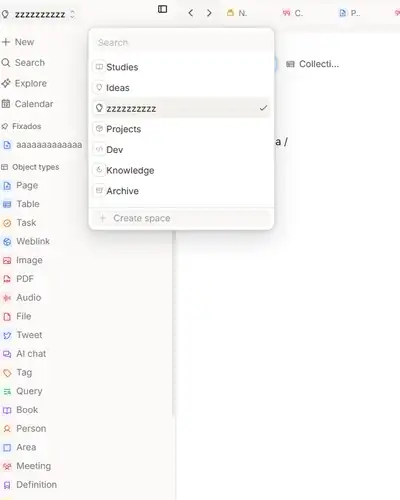 zzzzzzzzzz
N.
C.
P..
New
Search
Explore
Calendar
Fixados
aaaaaaaaaaaaa
Object types
Page
Table
Task
Weblink
Image
PDF
Audio
File
Tweet
AI chat
Tag
Query
Book
Person
Area
Meeting
Definition
Search
Studies
Ideas
zzzzzzzzzz
Projects
Dev
Knowledge
Archive
Create space
Collecti...
a /